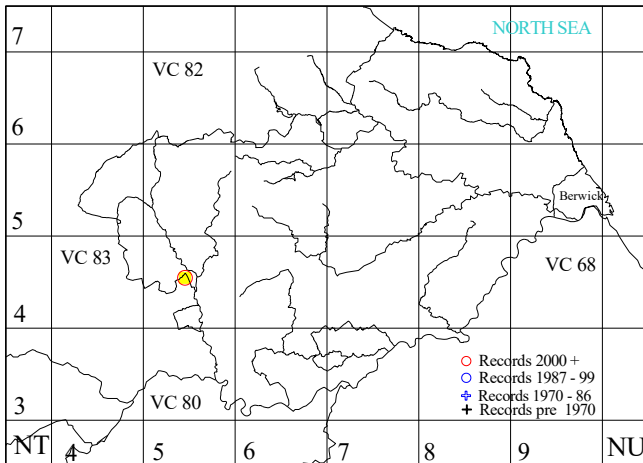 7
NORTH SEA
VC 82
6
Berwick
5
VC 83
VC 68
4
Records 2000 +
Records 1987 - 99
Records 1970 - 86
VC 80
Records pre 1970
3
NT 4 5 6 7 8 9 NU